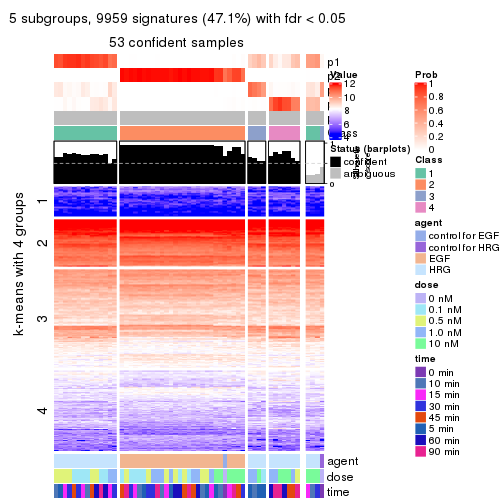 5 subgroups, 9959 signatures (47.1%) with fdr < 0.05
53 confident samples
p1
p2
Value
12
10
8
6
4
Prob
1
0.8
0.6
0.4
0.2
0
Status (barplots)
confident
ambiguous
0
Class
1
2
3
4
agent
control for EGF
control for HRG
EGF
HRG
dose
0 nM
0.1 nM
0.5 nM
1.0 nM
10 nM
time
0 min
10 min
15 min
30 min
45 min
5 min
60 min
90 min
k-means with 4 groups
1
2
3
4
agent
dose
time